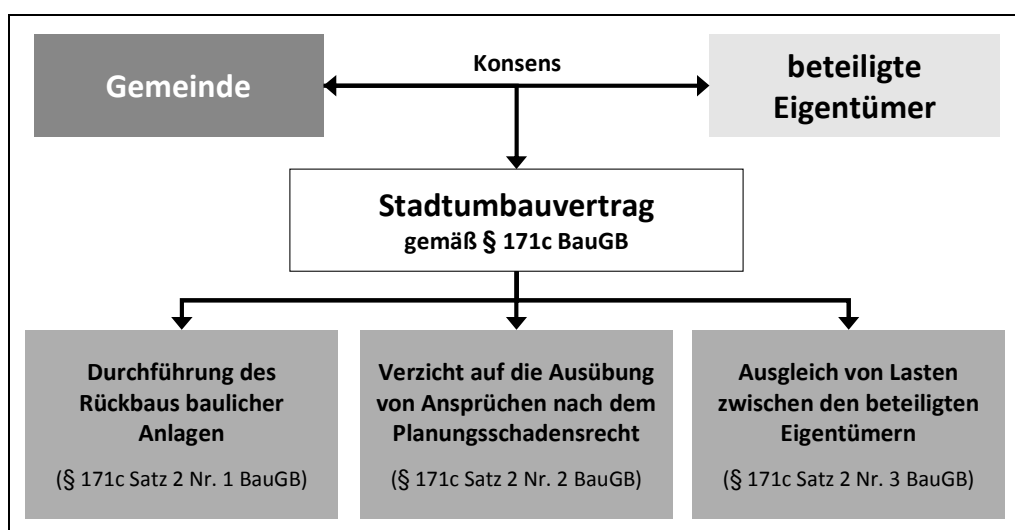 Gemeinde
Konsens
beteiligte
Eigentümer
Stadtumbauvertrag
gemäß § 171c BauGB
Durchführung des
Rückbaus baulicher
Anlagen
(§ 171c Satz 2 Nr. 1 BauGB)
Verzicht auf die Ausübung
von Ansprüchen nach dem
Planungsschadensrecht
(§ 171c Satz 2 Nr. 2 BauGB)
Ausgleich von Lasten
zwischen den beteiligten
Eigentümern
(§ 171c Satz 2 Nr. 3 BauGB)